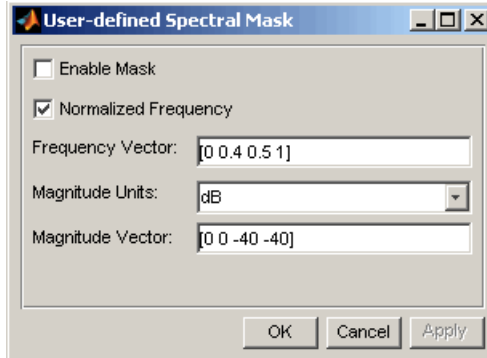 User-defined Spectral Mask
Enable Mask
Normalized Frequency
Frequency Vector: [0 0.4 0.5 1]
Magnitude Units: dB
Magnitude Vector: [0 0 -40 -40]
OK Cancel Apply